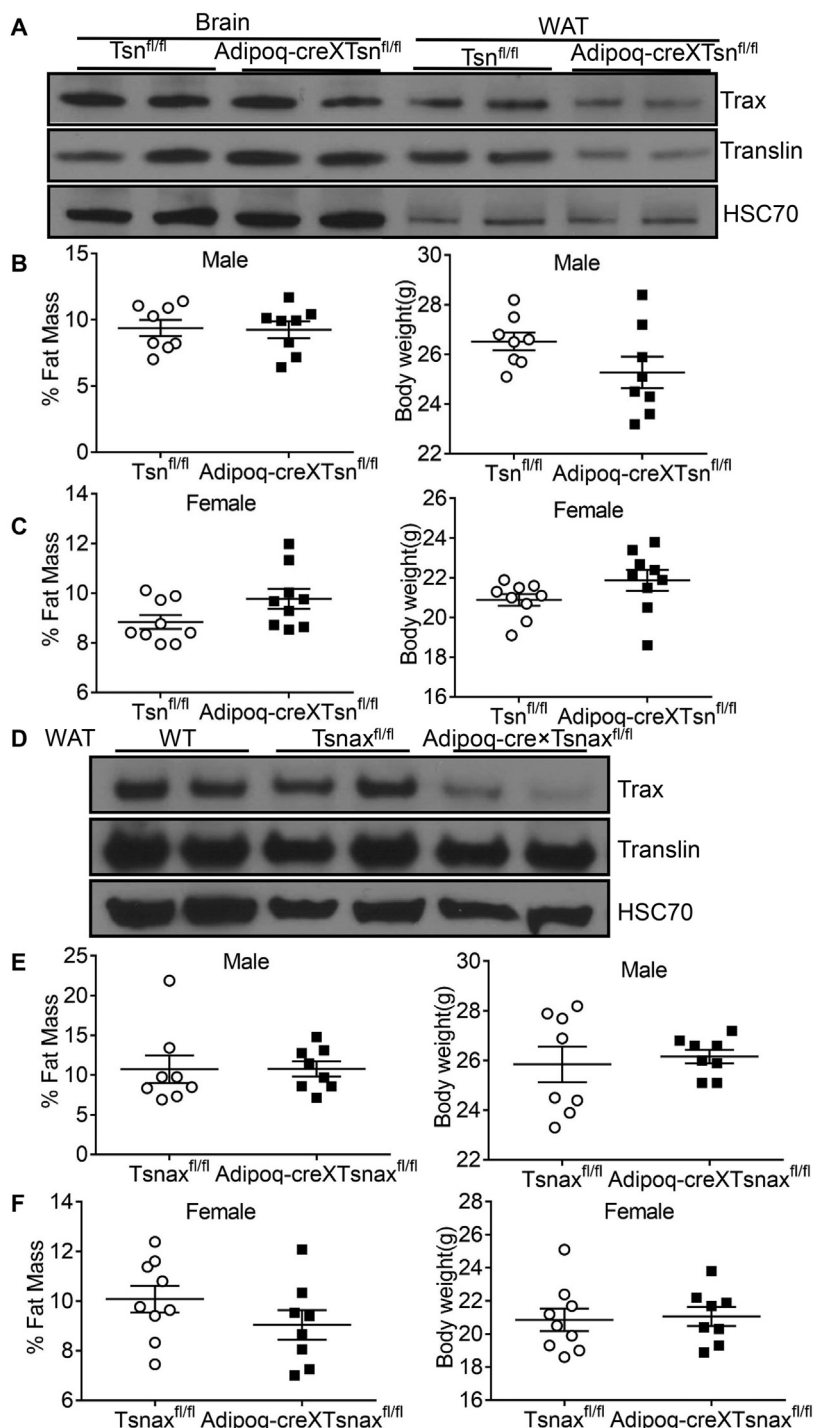 A
Brain
WAT
Tsn^fl/fl Adipoq-creXTsn^fl/fl Tsn^fl/fl Adipoq-creXTsn^fl/fl
Trax
Translin
HSC70
B
Male
% Fat Mass
15
10
5
0
Tsn^fl/fl Adipoq-creXTsn^fl/fl
Male
Body weight(g)
30
28
26
24
22
Tsn^fl/fl Adipoq-creXTsn^fl/fl
C
Female
% Fat Mass
14
12
10
8
6
Tsn^fl/fl Adipoq-creXTsn^fl/fl
Female
Body weight(g)
22
22
20
18
16
Tsn^fl/fl Adipoq-creXTsn^fl/fl
D WAT WT Tsnax^fl/fl Adipoq-cre×Tsnax^fl/fl
Trax
Translin
HSC70
E
Male
% Fat Mass
25
20
15
10
5
0
Tsnax^fl/fl Adipoq-creXTsnax^fl/fl
Male
Body weight(g)
30
28
26
24
22
Tsnax^fl/fl Adipoq-creXTsnax^fl/fl
F
Female
% Fat Mass
14
12
10
8
6
Tsnax^fl/fl Adipoq-creXTsnax^fl/fl
Female
Body weight(g)
28
26
24
22
20
18
16
Tsnax^fl/fl Adipoq-creXTsnax^fl/fl